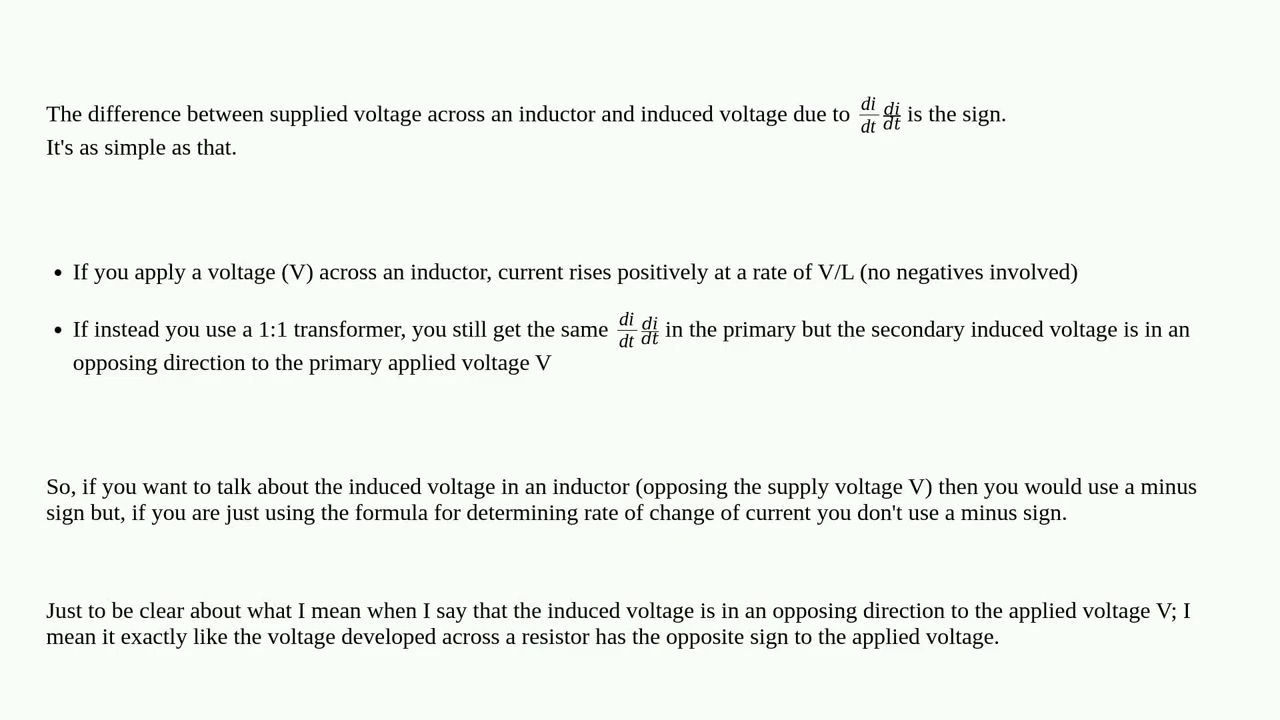 The difference between supplied voltage across an inductor and induced voltage due to di/dt di/dt is the sign.
It's as simple as that.
• If you apply a voltage (V) across an inductor, current rises positively at a rate of V/L (no negatives involved)
• If instead you use a 1:1 transformer, you still get the same di/dt di/dt in the primary but the secondary induced voltage is in an
opposing direction to the primary applied voltage V
So, if you want to talk about the induced voltage in an inductor (opposing the supply voltage V) then you would use a minus
sign but, if you are just using the formula for determining rate of change of current you don't use a minus sign.
Just to be clear about what I mean when I say that the induced voltage is in an opposing direction to the applied voltage V; I
mean it exactly like the voltage developed across a resistor has the opposite sign to the applied voltage.